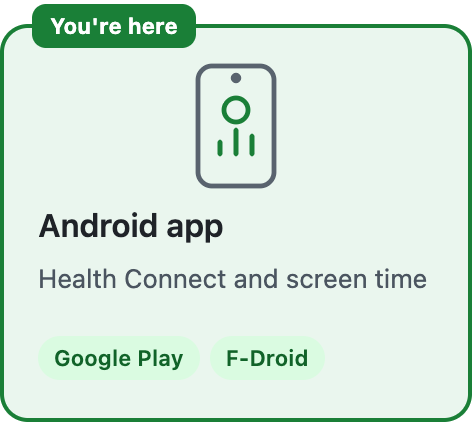 You're here
Android app
Health Connect and screen time
Google Play
F-Droid